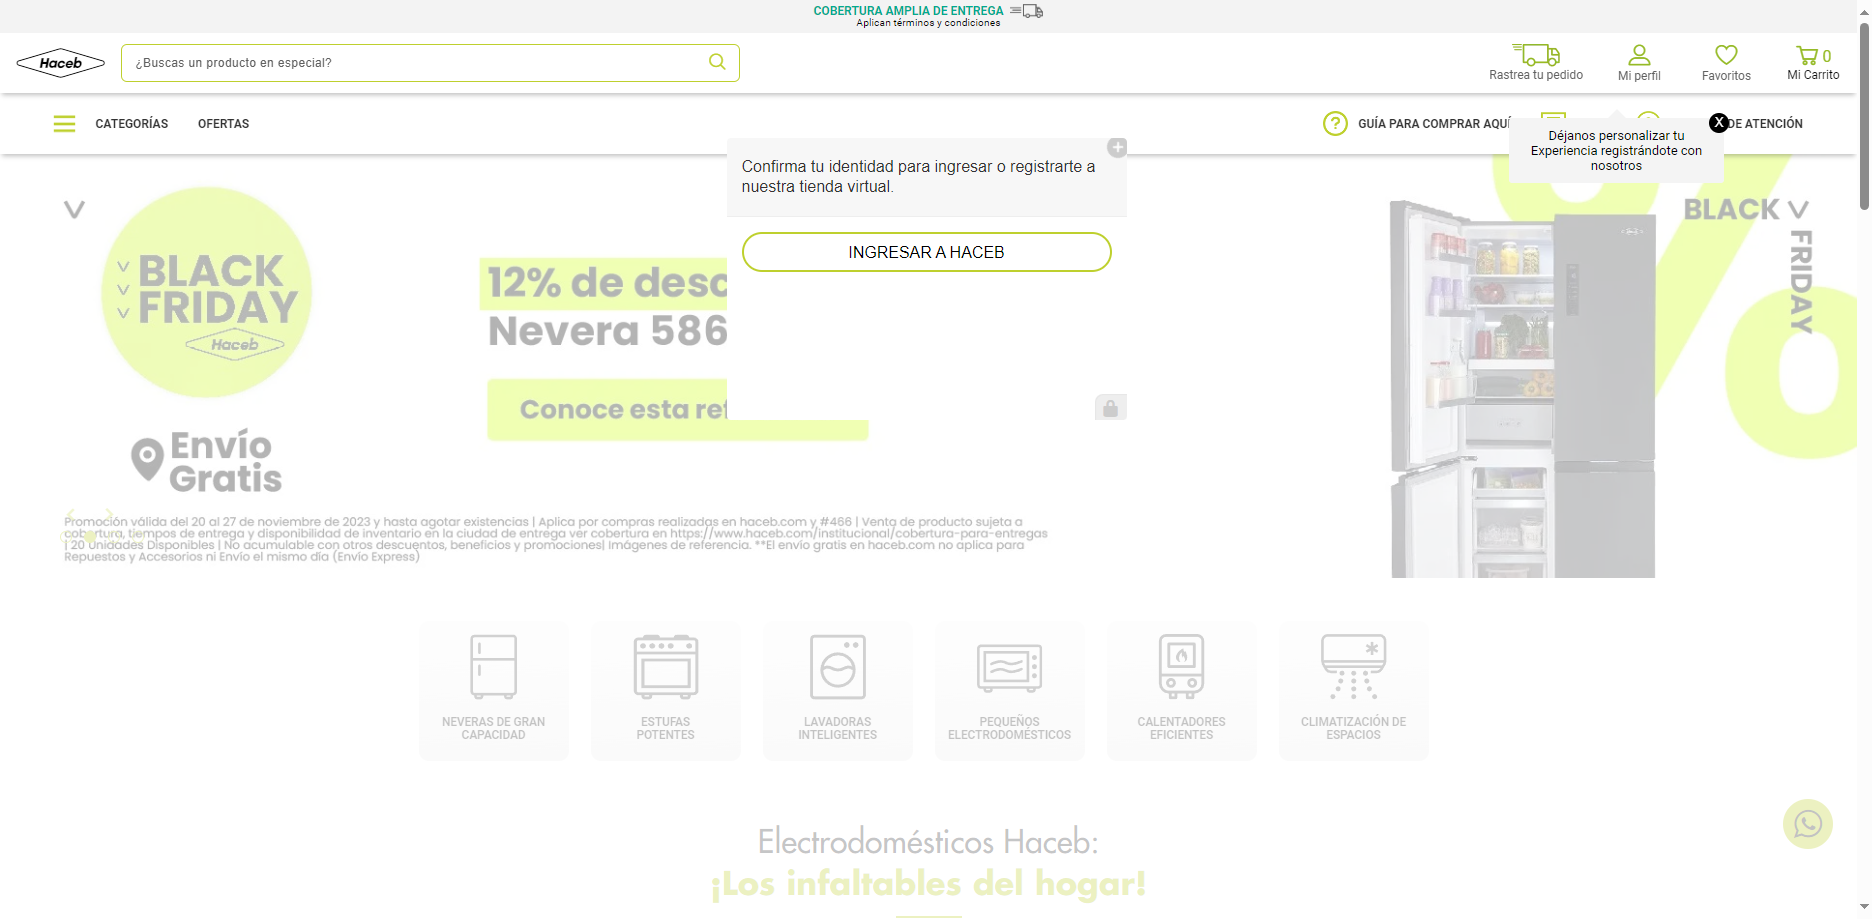 COBERTURA AMPLIA DE ENTREGA
Aplican términos y condiciones
Haceb
¿Buscas un producto en especial?
Rastrea tu pedido
Mi perfil
Favoritos
0
Mi Carrito
CATEGORÍAS
OFERTAS
? GUÍA PARA COMPRAR AQUÍ
DE ATENCIÓN
X
Déjanos personalizar tu
Experiencia registrándote con
nosotros
Confirma tu identidad para ingresar o registrarte a
nuestra tienda virtual.
INGRESAR A HACEB
BLACK
FRIDAY
Haceb
Envío
Gratis
12% de desc
Nevera 586
Conoce esta ref
BLACK
FRIDAY
%
Promoción válida del 20 al 27 de noviembre de 2023 y hasta agotar existencias | Aplica por compras realizadas en haceb.com y #466 | Venta de producto sujeta a
cobertura, tiempos de entrega y disponibilidad de inventario en la ciudad de entrega ver cobertura en https://www.haceb.com/institucional/cobertura-para-entregas
| 20 Unidades Disponibles | No acumulable con otros descuentos, beneficios y promociones| Imágenes de referencia. **El envío gratis en haceb.com no aplica para
Repuestos y Accesorios ni Envío el mismo día (Envío Express)
NEVERAS DE GRAN
CAPACIDAD
ESTUFAS
POTENTES
LAVADORAS
INTELIGENTES
PEQUEÑOS
ELECTRODOMÉSTICOS
CALENTADORES
EFICIENTES
CLIMATIZACIÓN DE
ESPACIOS
Electrodomésticos Haceb:
¡Los infaltables del hogar!